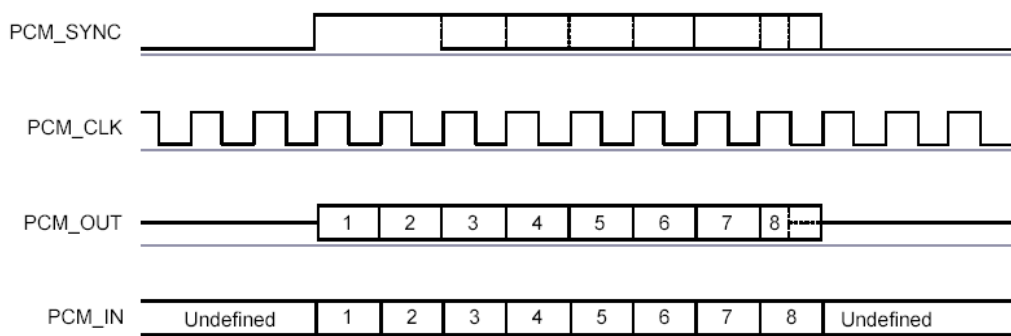 PCM_SYNC
PCM_CLK
PCM_OUT 1 2 3 4 5 6 7 8
PCM_IN Undefined 1 2 3 4 5 6 7 8 Undefined